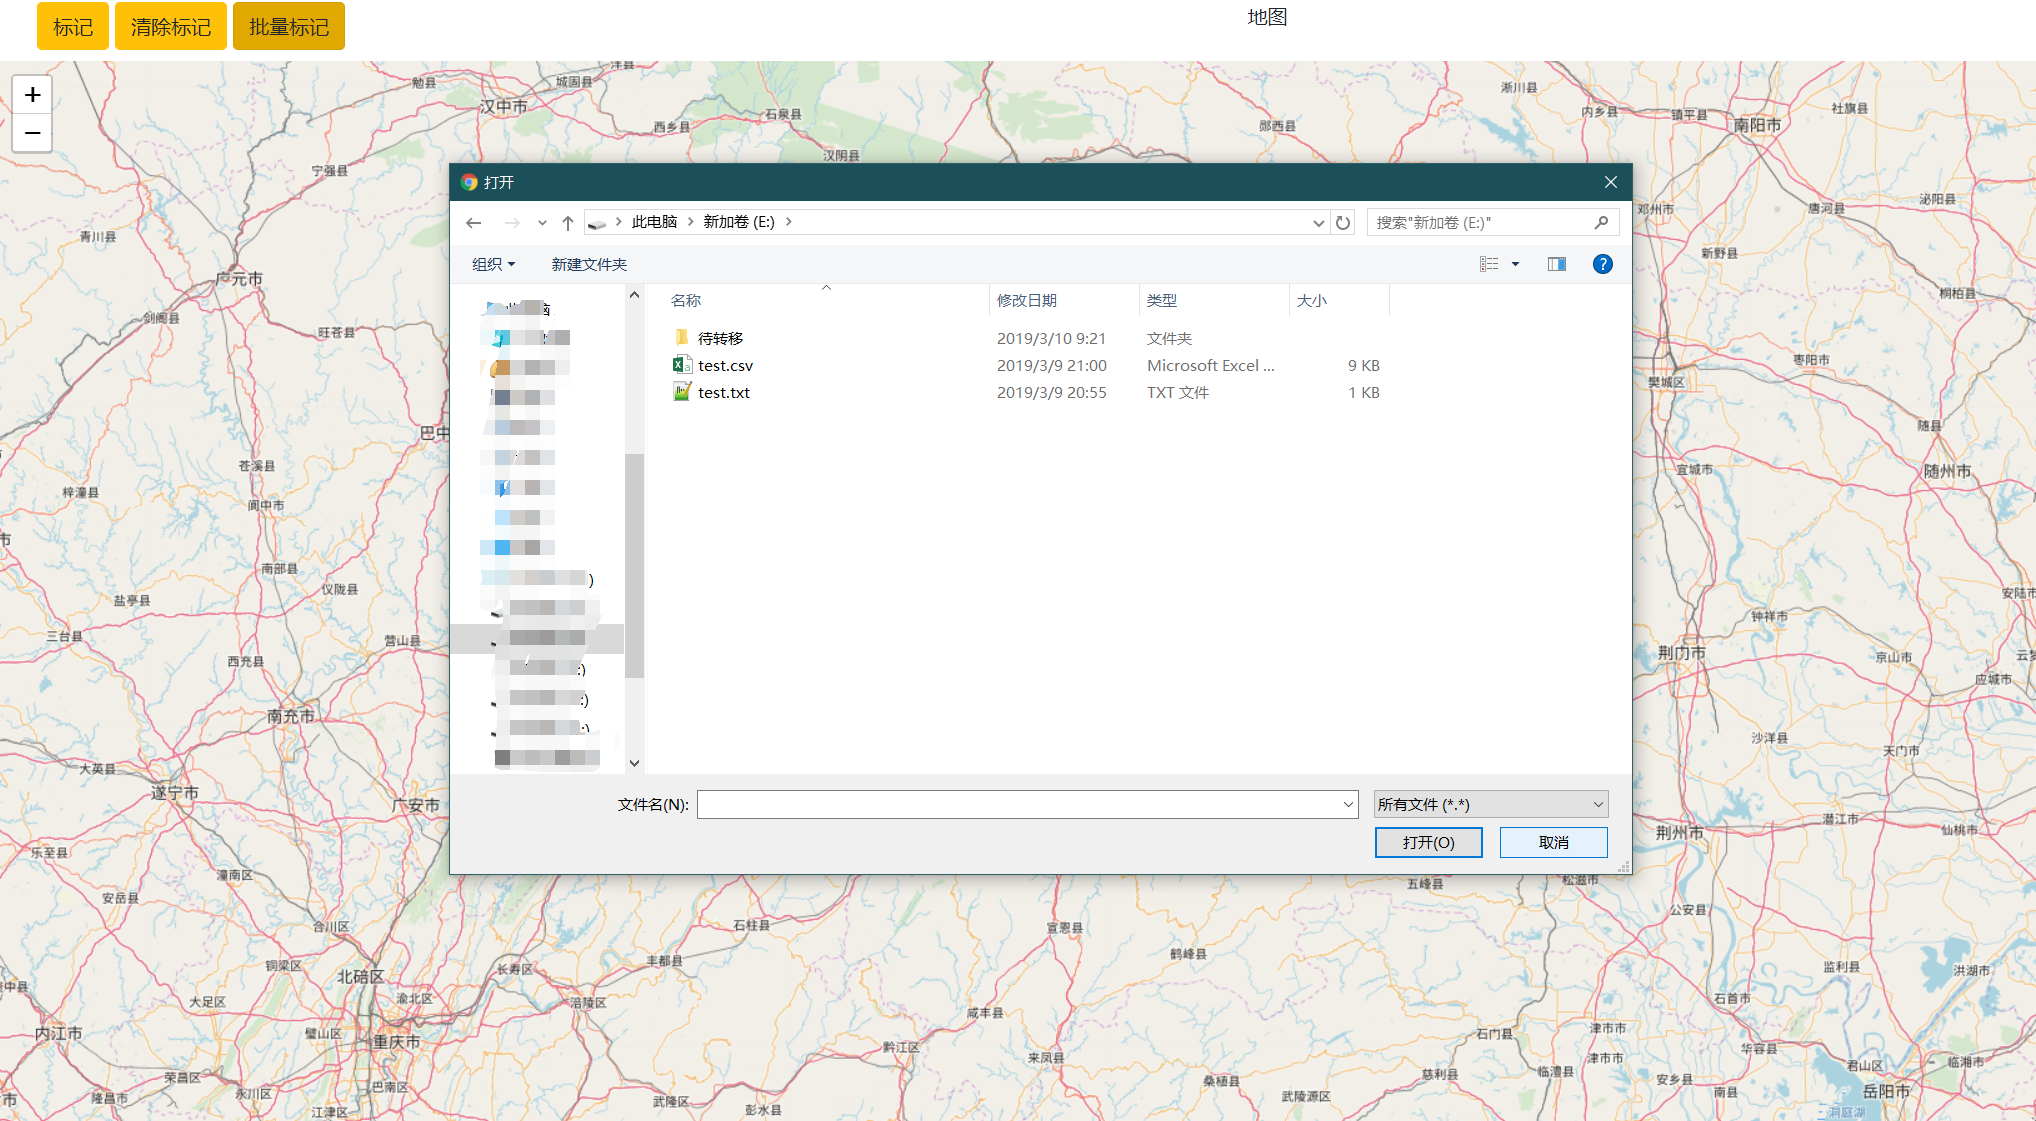 标记 清除标记 批量标记
地图
+
−
打开
此电脑 新加卷 (E:)
搜索"新加卷 (E:)"
组织 新建文件夹
名称 修改日期 类型 大小
待转移 2019/3/10 9:21 文件夹
test.csv 2019/3/9 21:00 Microsoft Excel ... 9 KB
test.txt 2019/3/9 20:55 TXT 文件 1 KB
文件名(N):
所有文件 (*.*)
打开(O) 取消
勉县
城固县
洋县
汉中市
西乡县
石泉县
汉阴县
宁强县
郧西县
淅川县
内乡县
镇平县
南阳市
社旗县
邓州市
唐河县
泌阳县
新野县
桐柏县
青川县
广元市
剑阁县
旺苍县
枣阳市
樊城区
随县
随州市
宜城市
巴中
苍溪县
梓潼县
阆中市
南部县
仪陇县
盐亭县
三台县
营山县
西充县
安陆市
钟祥市
荆门市
京山市
应城市
云梦
南充市
沙洋县
天门市
大英县
遂宁市
广安市
荆州市
潜江市
仙桃市
乐至县
潼南区
安岳县
五峰县
松滋市
公安县
合川区
石柱县
宣恩县
铜梁区
北碚区
长寿区
丰都县
鹤峰县
监利县
洪湖市
大足区
渝北区
涪陵区
石首市
咸丰县
内江市
璧山区
重庆市
石门县
津市市
黔江区
来凤县
津市市
华容县
君山区
临湘市
荣昌区
巴南区
永川区
隆昌市
江津区
武隆区
彭水县
桑植县
武陵源区
慈利县
临澧县
安乡县
南县
岳阳市
洞庭湖